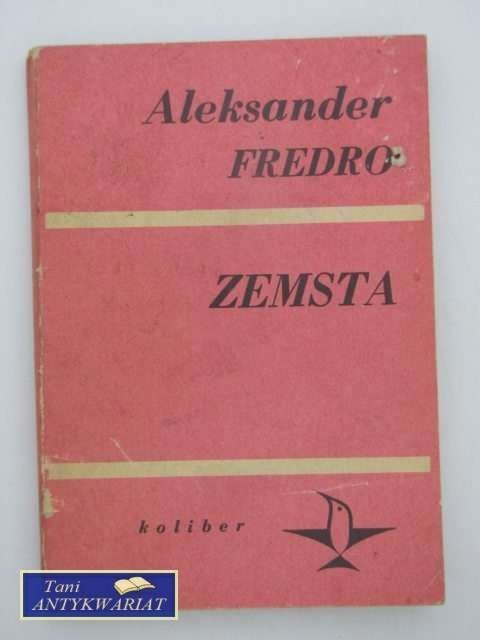 Aleksander
FREDRO
ZEMSTA
koliber
Tani
ANTYKWARIAT